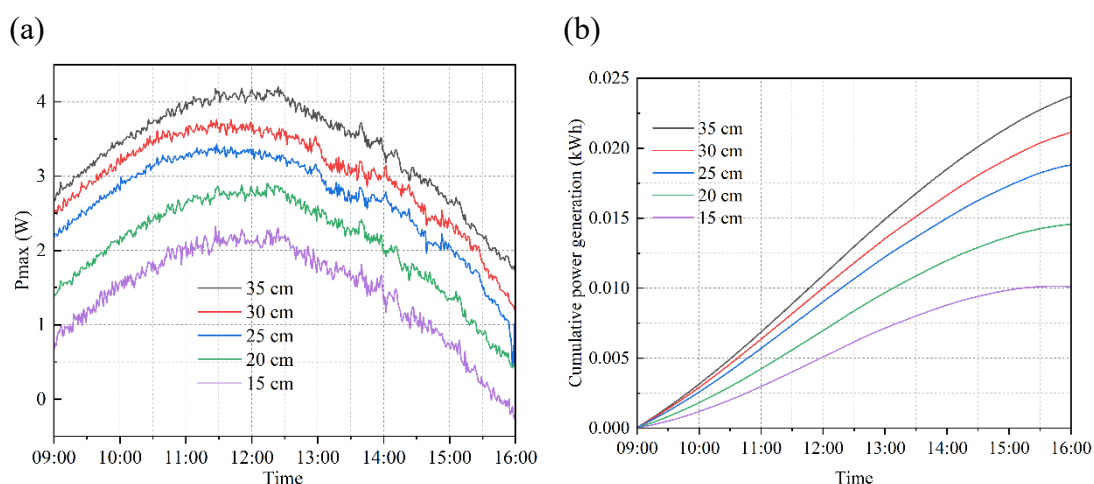 (a)
Pmax (W)
4
3
2
1
0
35 cm
30 cm
25 cm
20 cm
15 cm
09:00 10:00 11:00 12:00 13:00 14:00 15:00 16:00
Time
(b)
Cumulative power generation (kWh)
0.025
0.020
0.015
0.010
0.005
0.000
35 cm
30 cm
25 cm
20 cm
15 cm
09:00 10:00 11:00 12:00 13:00 14:00 15:00 16:00
Time